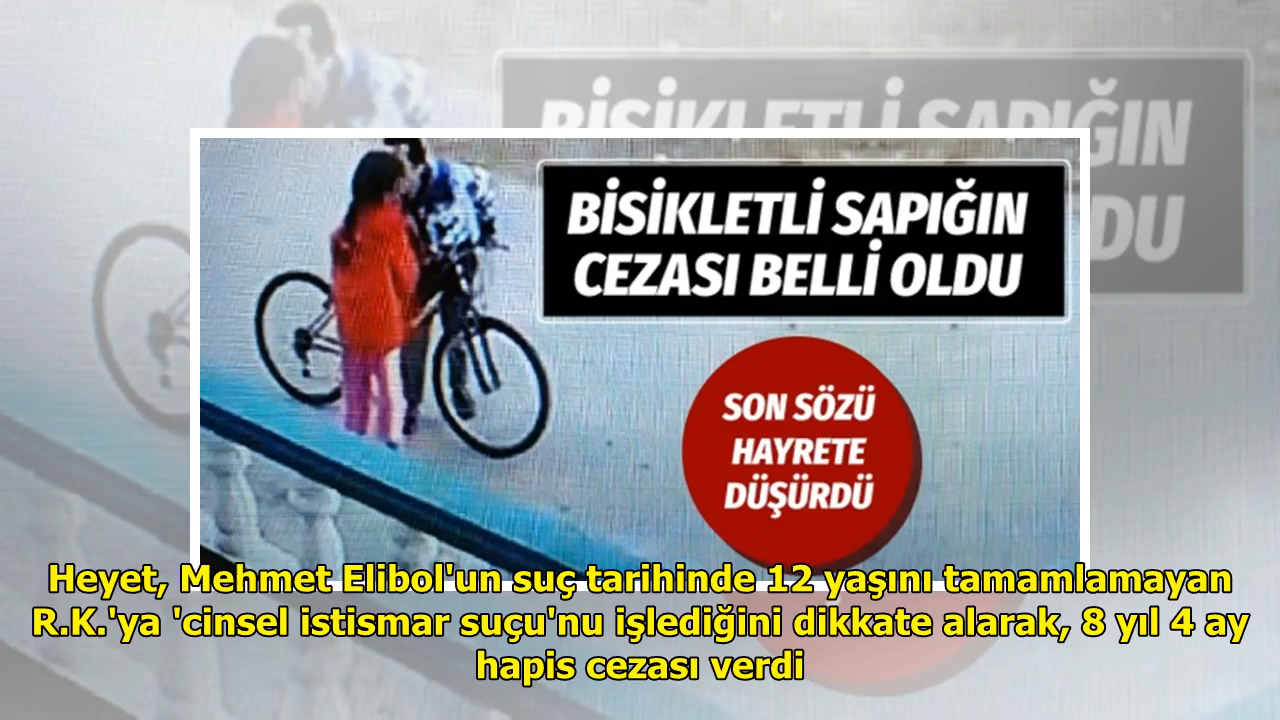 BİSİKLETLİ SAPIĞIN
CEZASI BELLİ OLDU
SON SÖZÜ
HAYRETE
DÜŞÜRDÜ
Heyet, Mehmet Elibol'un suç tarihinde 12 yaşını tamamlamayan
R.K.'ya 'cinsel istismar suçu'nu işlediğini dikkate alarak, 8 yıl 4 ay
hapis cezası verdi